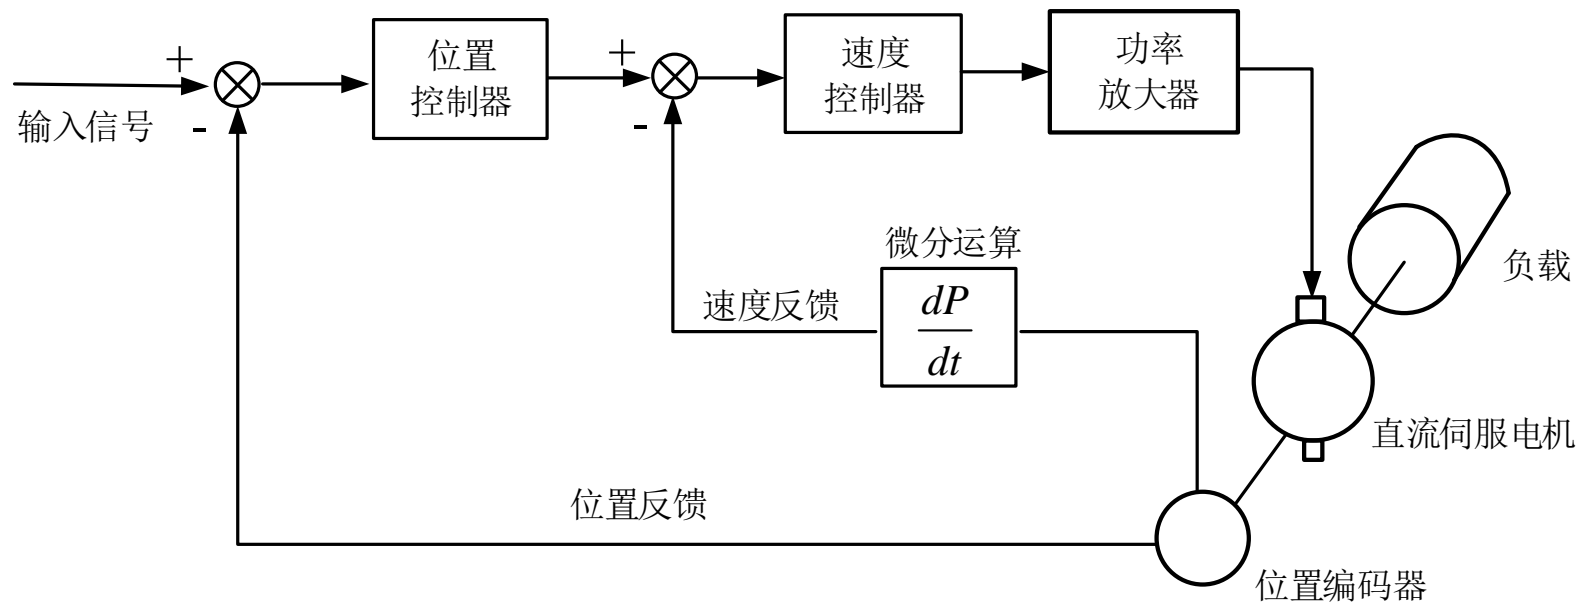 +
输入信号
-
位置
控制器
+
-
速度
控制器
功率
放大器
微分运算
dP
dt
速度反馈
负载
直流伺服电机
位置反馈
位置编码器